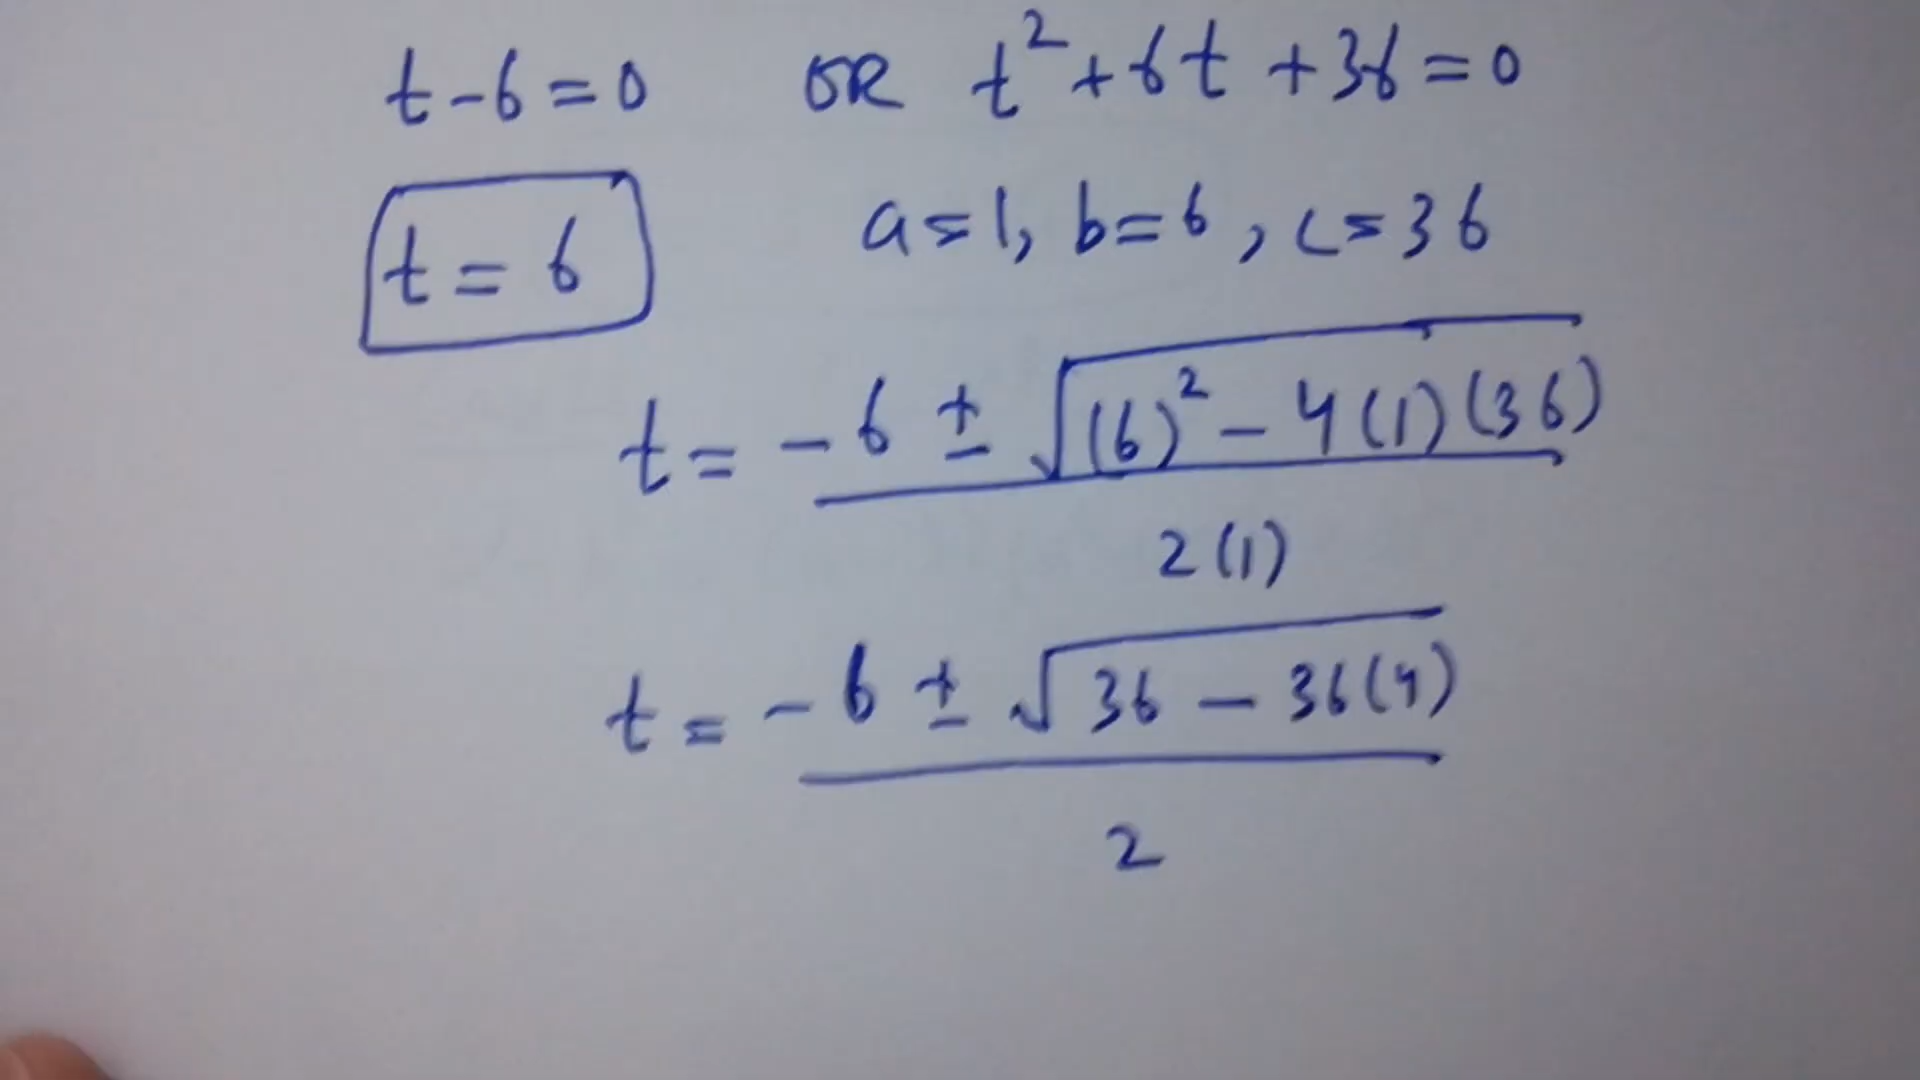 t-6=0 OR t²+6t+36=0
t=6 a=1, b=6, c=36
t= -6 ± √(6)²-4(1)(36)
2(1)
t= -6 ± √36-36(4)
2